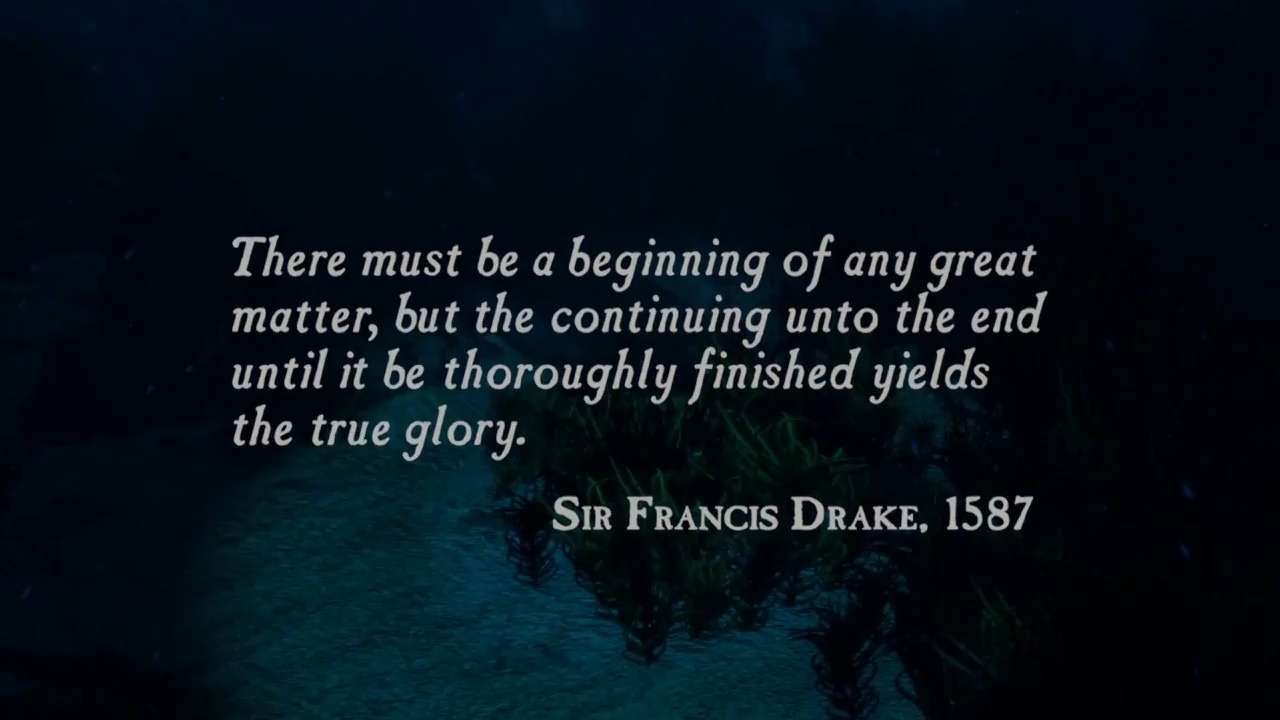 There must be a beginning of any great
matter, but the continuing unto the end
until it be thoroughly finished yields
the true glory.
Sir Francis Drake, 1587